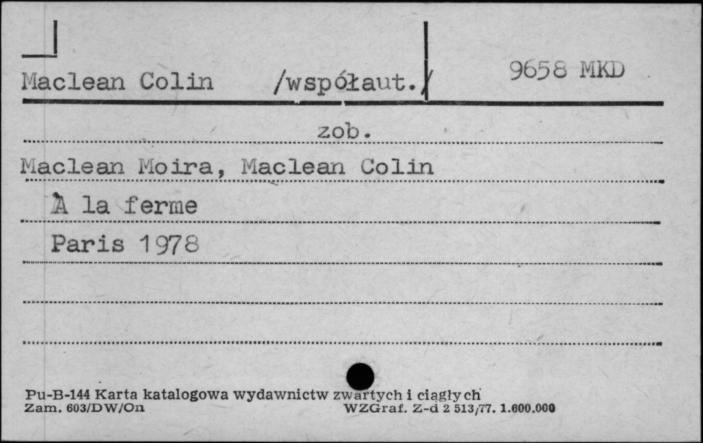 Maclean Colin /współaut./ 9658 MKD
zob.
Maclean Moira, Maclean Colin
À la ferme
Paris 1978
Pu-B-144 Karta katalogowa wydawnictw zwartych i ciągłych
Zam. 603/DW/On WZGraf. Z-d 2 513/77. 1.600.000